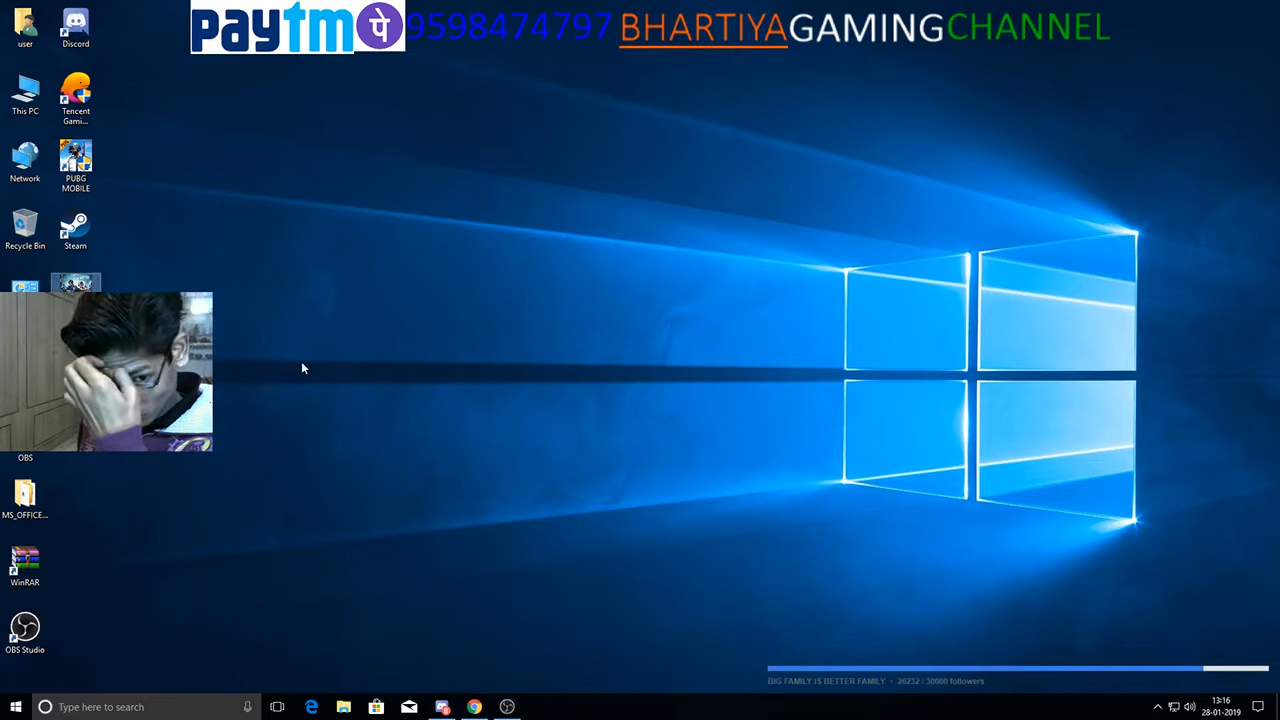 paytm पे 9598474797 BHARTIYAGAMINGCHANNEL
user
Discord
This PC
Tencent
Gami...
Network
PUBG
MOBILE
Recycle Bin
Steam
OBS
MS_OFFICE...
WinRAR
OBS Studio
BIG FAMILY IS BETTER FAMILY - 26232 / 30000 followers
Type here to search
13:16
28-01-2019